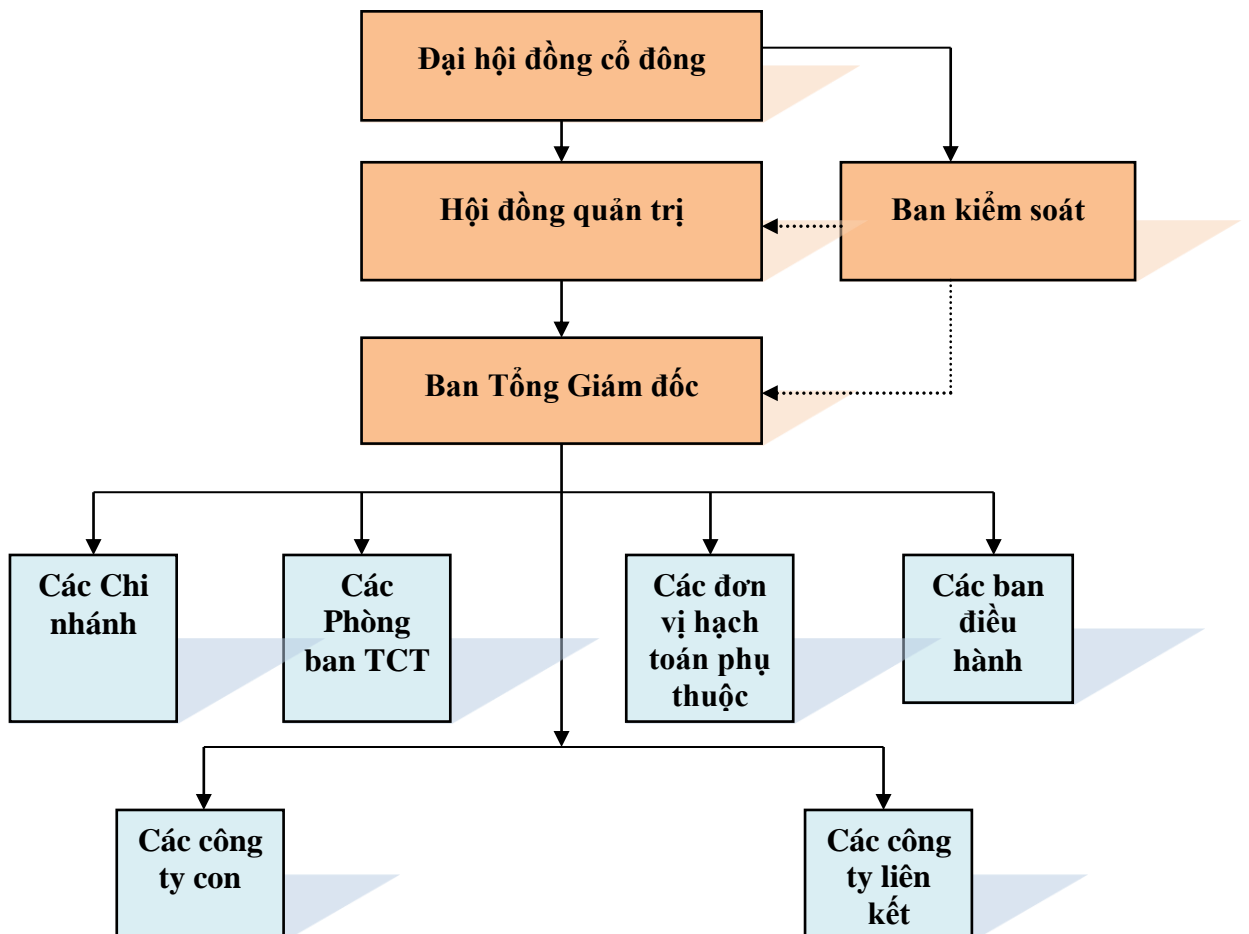 Đại hội đồng cổ đông
Hội đồng quản trị
Ban kiểm soát
Ban Tổng Giám đốc
Các Chi
nhánh
Các
Phòng
ban TCT
Các đơn
vị hạch
toán phụ
thuộc
Các ban
điều
hành
Các công
ty con
Các công
ty liên
kết